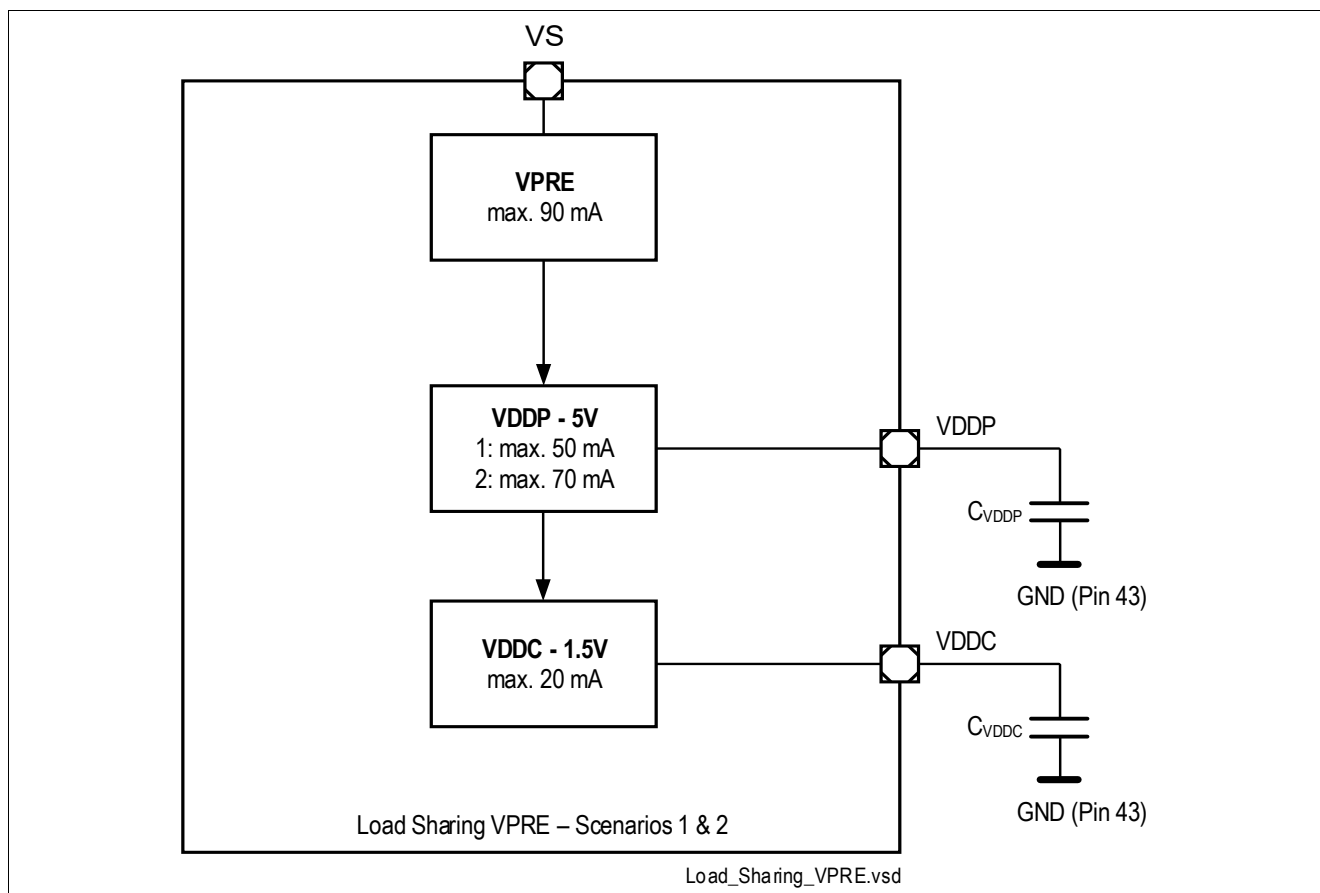 VS
VPRE
max. 90 mA
VDDP - 5V
1: max. 50 mA
2: max. 70 mA
VDDP
CVDDP
GND (Pin 43)
VDDC - 1.5V
max. 20 mA
VDDC
CVDDC
GND (Pin 43)
Load Sharing VPRE – Scenarios 1 & 2
Load_Sharing_VPRE.vsd